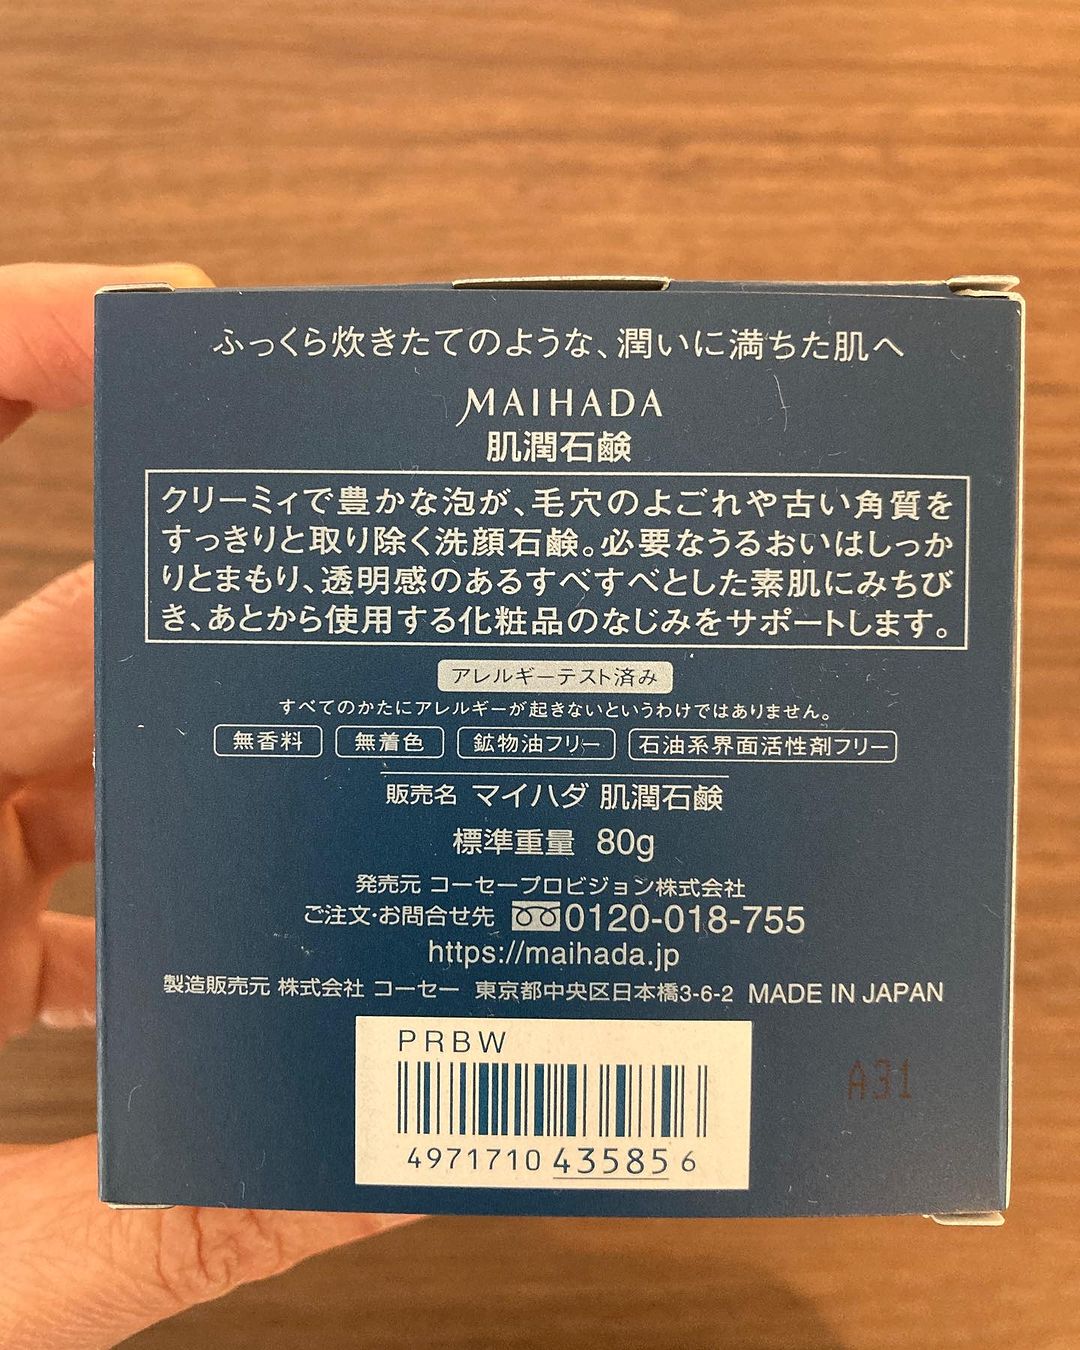 ふっくら炊きたてのような、潤いに満ちた肌へ
MAIHADA
肌潤石鹸
クリーミィで豊かな泡が、毛穴のよごれや古い角質を
すっきりと取り除く洗顔石鹸。必要なうるおいはしっか
りとまもり、透明感のあるすべすべとした素肌にみちび
き、あとから使用する化粧品のなじみをサポートします。
アレルギーテスト済み
すべてのかたにアレルギーが起きないというわけではありません。
無香料 無着色 鉱物油フリー 石油系界面活性剤フリー
販売名 マイハダ 肌潤石鹸
標準重量 80g
発売元 コーセープロビジョン株式会社
ご注文・お問合せ先 0120-018-755
https://maihada.jp
製造販売元 株式会社 コーセー 東京都中央区日本橋3-6-2 MADE IN JAPAN
PRBW
A31
4971710 435856